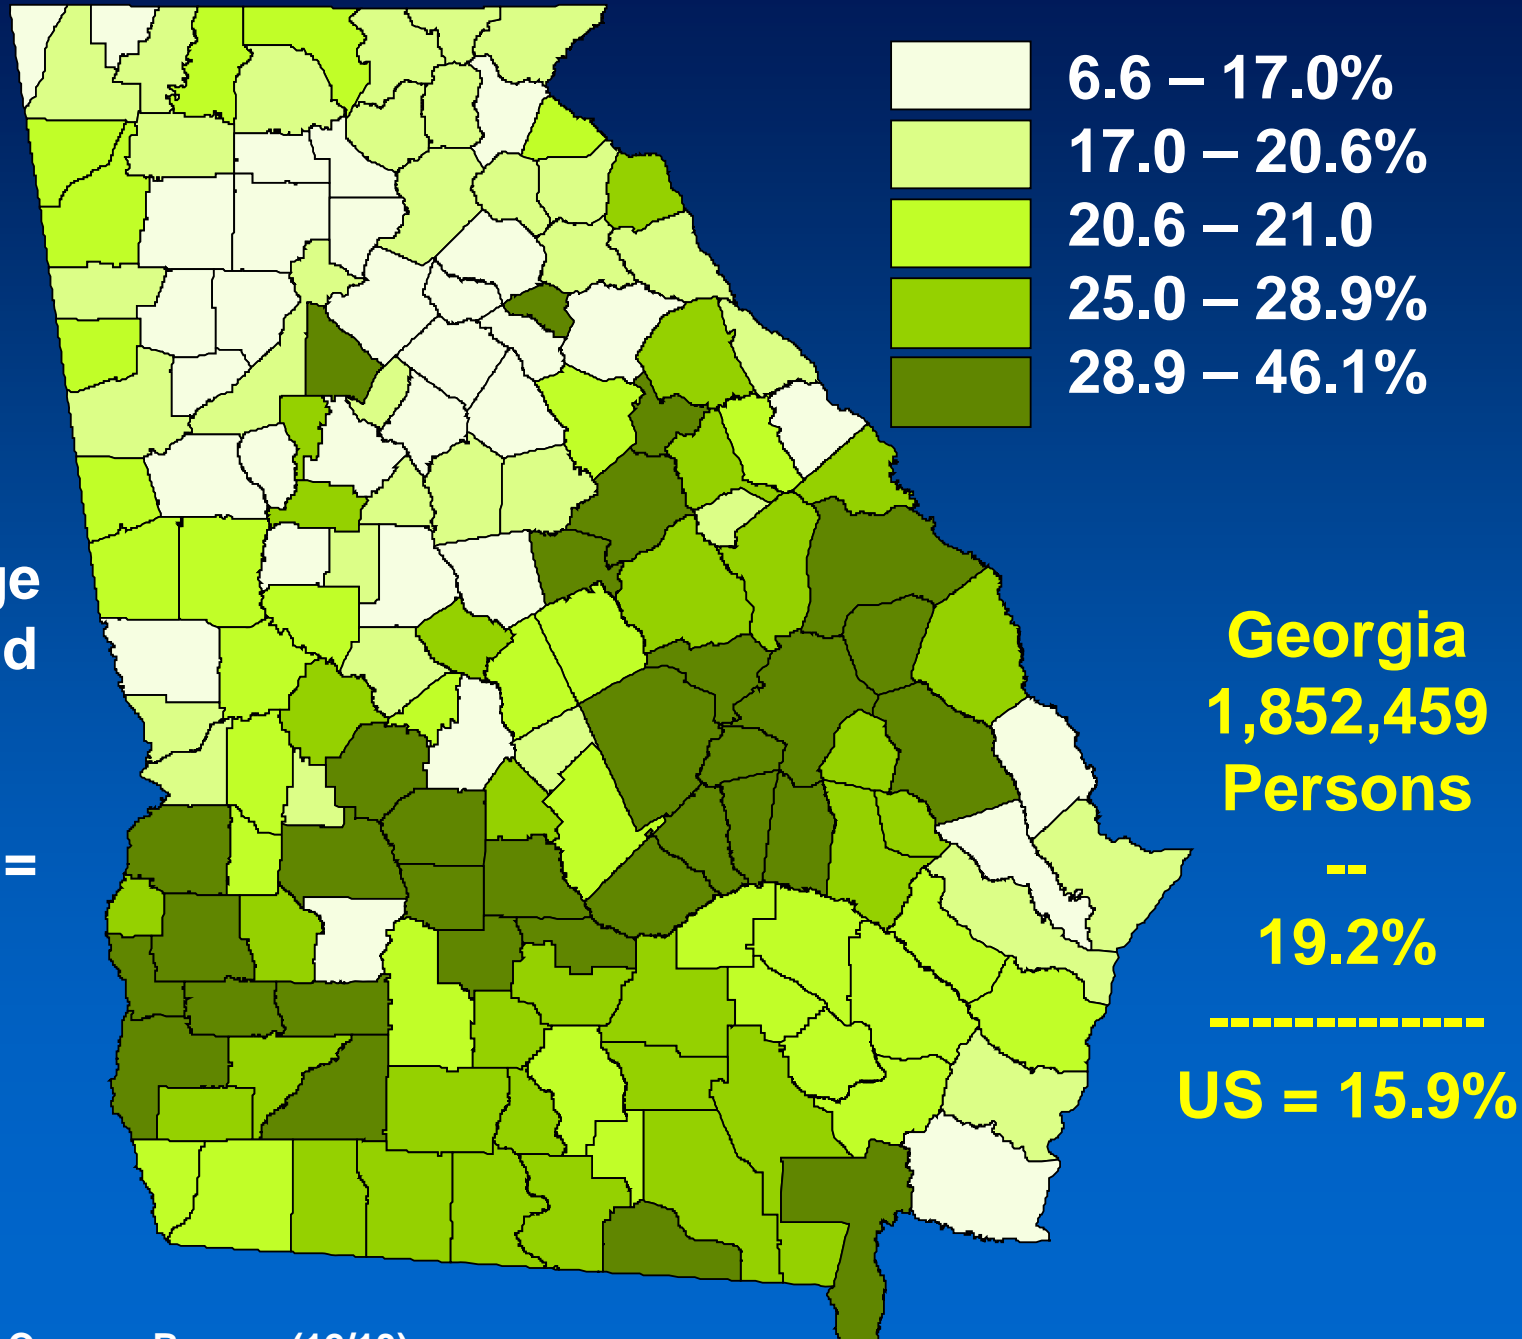 6.6 – 17.0%
17.0 – 20.6%
20.6 – 21.0
25.0 – 28.9%
28.9 – 46.1%
ge
d
=
Georgia
1,852,459
Persons
--
19.2%
-------------
US = 15.9%